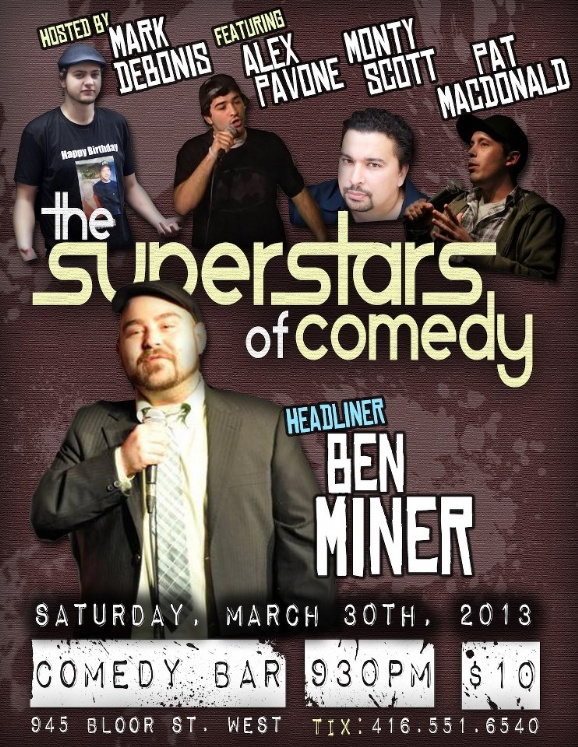 HOSTED BY
MARK
DEBONIS
FEATURING
ALEX
PAVONE
MONTY
SCOTT
PAT
MACDONALD
Happy Birthday
the
superstars
of comedy
HEADLINER
BEN
MINER
SATURDAY, MARCH 30TH, 2013
COMEDY BAR 930PM $10
945 BLOOR ST. WEST TIX: 416.551.6540